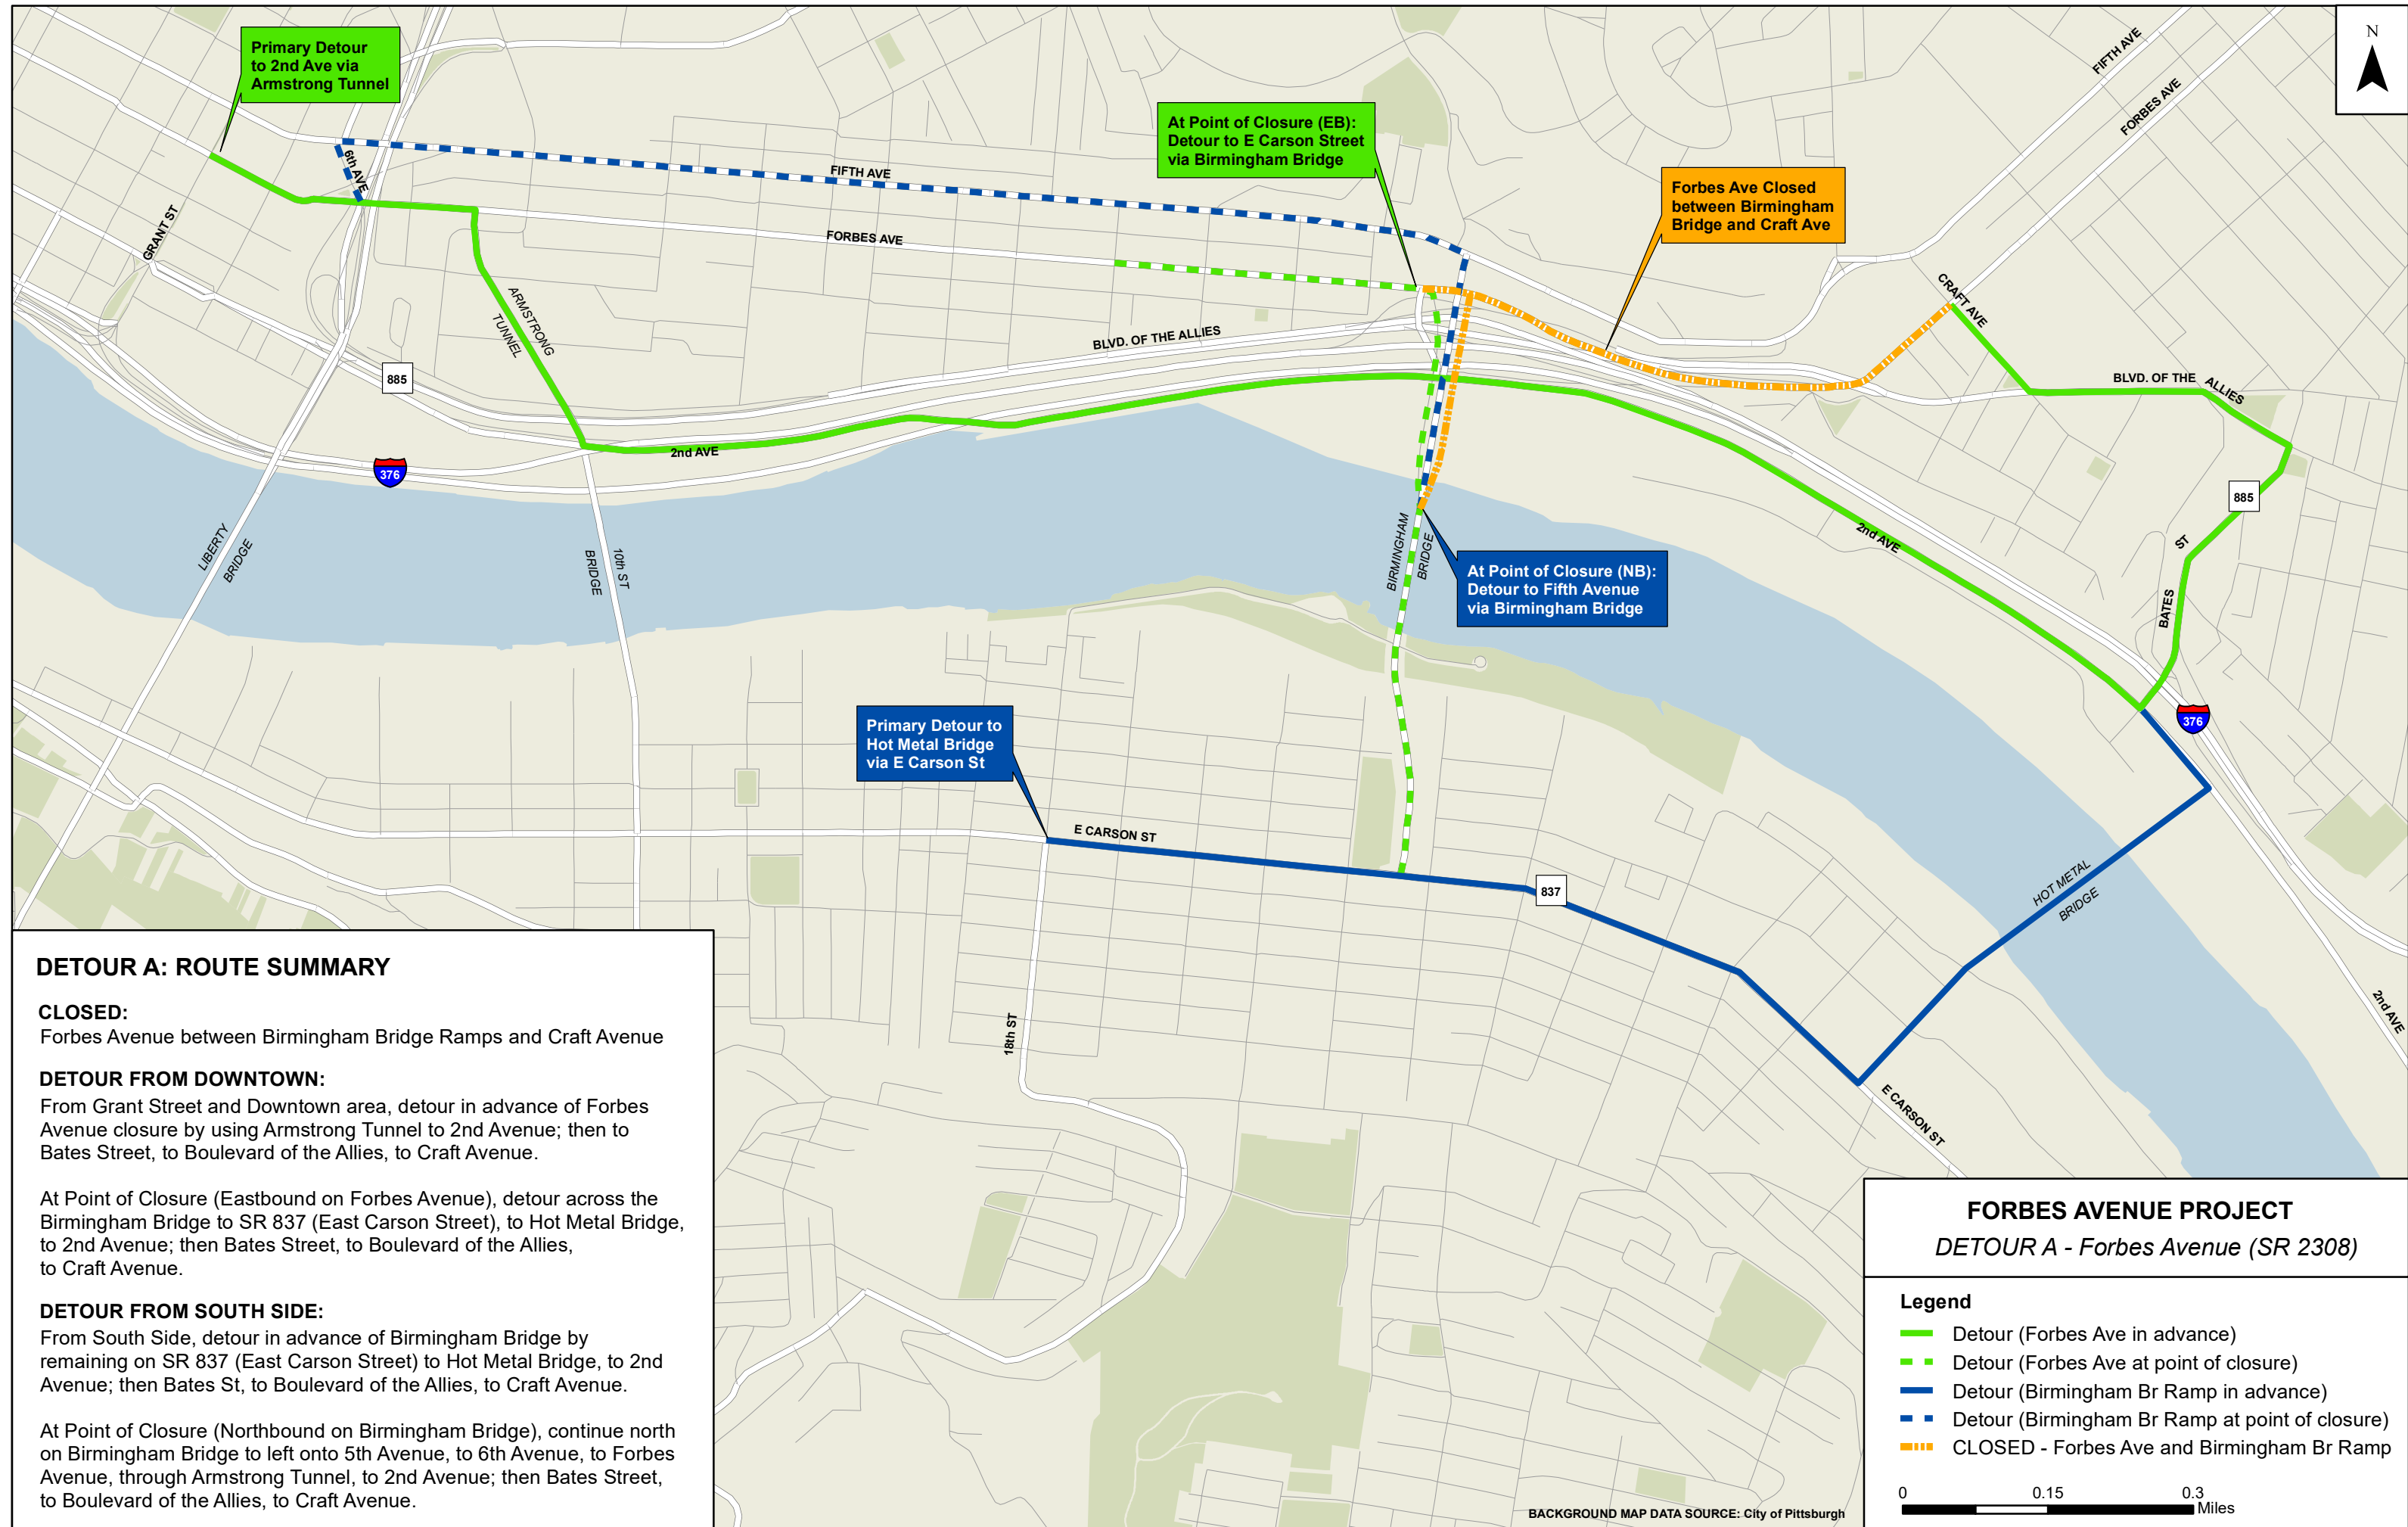 Primary Detour
to 2nd Ave via
Armstrong Tunnel
At Point of Closure (EB):
Detour to E Carson Street
via Birmingham Bridge
Forbes Ave Closed
between Birmingham
Bridge and Craft Ave
N
FIFTH AVE
FORBES AVE
6th AVE
FIFTH AVE
GRANT ST
FORBES AVE
CRAFT AVE
ARMSTRONG
TUNNEL
BLVD. OF THE ALLIES
885
BLVD. OF THE ALLIES
2nd AVE
376
885
2nd AVE
LIBERTY
BRIDGE
10th ST
BRIDGE
BIRMINGHAM
BRIDGE
ST
BATES
At Point of Closure (NB):
Detour to Fifth Avenue
via Birmingham Bridge
376
Primary Detour to
Hot Metal Bridge
via E Carson St
E CARSON ST
837
HOT METAL
BRIDGE
2nd AVE
18th ST
E CARSON ST
DETOUR A: ROUTE SUMMARY
CLOSED:
Forbes Avenue between Birmingham Bridge Ramps and Craft Avenue
DETOUR FROM DOWNTOWN:
From Grant Street and Downtown area, detour in advance of Forbes
Avenue closure by using Armstrong Tunnel to 2nd Avenue; then to
Bates Street, to Boulevard of the Allies, to Craft Avenue.
At Point of Closure (Eastbound on Forbes Avenue), detour across the
Birmingham Bridge to SR 837 (East Carson Street), to Hot Metal Bridge,
to 2nd Avenue; then Bates Street, to Boulevard of the Allies,
to Craft Avenue.
DETOUR FROM SOUTH SIDE:
From South Side, detour in advance of Birmingham Bridge by
remaining on SR 837 (East Carson Street) to Hot Metal Bridge, to 2nd
Avenue; then Bates St, to Boulevard of the Allies, to Craft Avenue.
At Point of Closure (Northbound on Birmingham Bridge), continue north
on Birmingham Bridge to left onto 5th Avenue, to 6th Avenue, to Forbes
Avenue, through Armstrong Tunnel, to 2nd Avenue; then Bates Street,
to Boulevard of the Allies, to Craft Avenue.
FORBES AVENUE PROJECT
DETOUR A - Forbes Avenue (SR 2308)
Legend
Detour (Forbes Ave in advance)
Detour (Forbes Ave at point of closure)
Detour (Birmingham Br Ramp in advance)
Detour (Birmingham Br Ramp at point of closure)
CLOSED - Forbes Ave and Birmingham Br Ramp
0 0.15 0.3
Miles
BACKGROUND MAP DATA SOURCE: City of Pittsburgh